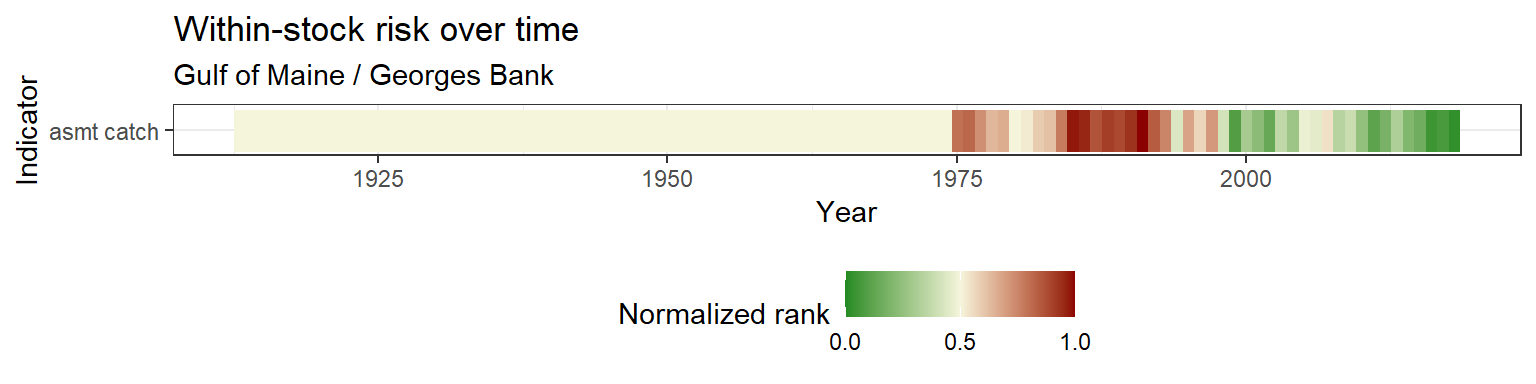 Within-stock risk over time
Gulf of Maine / Georges Bank
Indicator
asmt catch
1925 1950 1975 2000
Year
Normalized rank
0.0 0.5 1.0